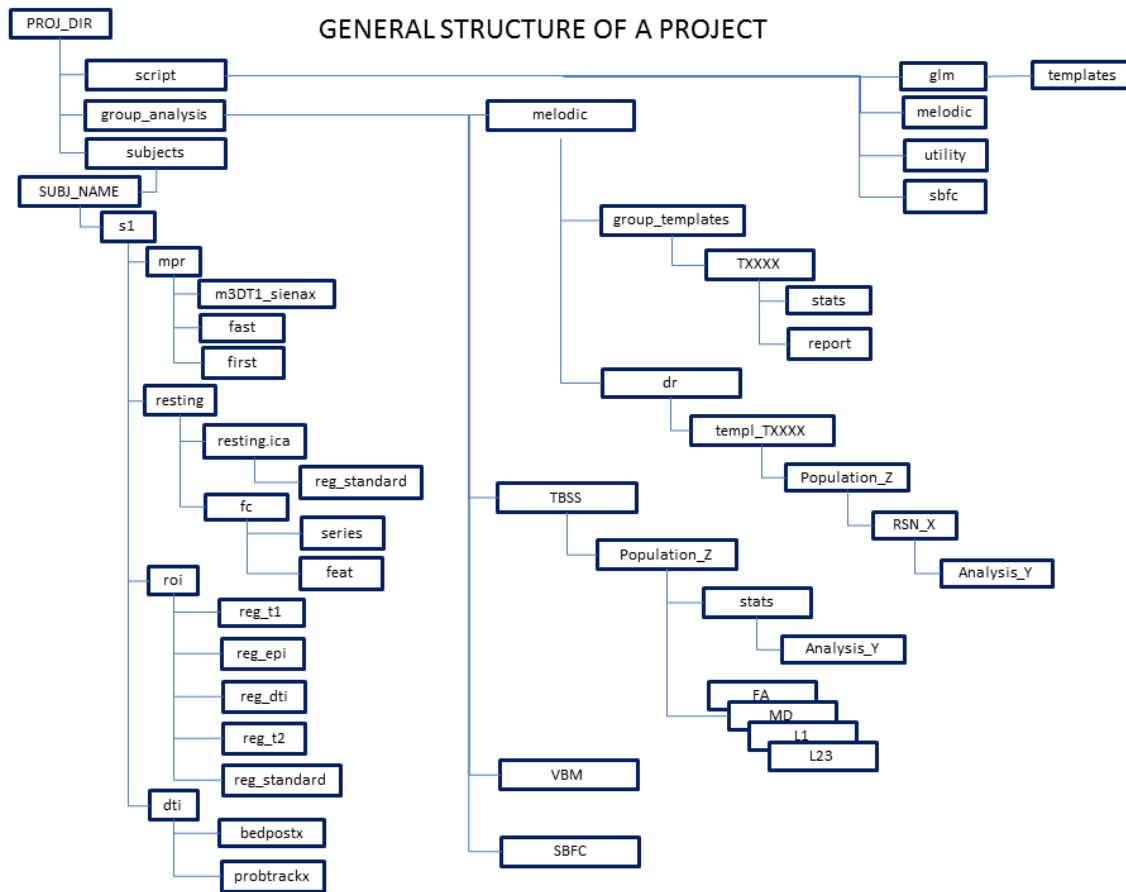 GENERAL STRUCTURE OF A PROJECT
PROJ_DIR
script
group_analysis
subjects
SUBJ_NAME
s1
mpr
m3DT1_sienax
fast
first
resting
resting.ica
reg_standard
fc
series
feat
roi
reg_t1
reg_epi
reg_dti
reg_t2
reg_standard
dti
bedpostx
probtrackx
melodic
group_templates
TXXXX
stats
report
dr
templ_TXXXX
Population_Z
RSN_X
Analysis_Y
TBSS
Population_Z
stats
Analysis_Y
FA
MD
L1
L23
VBM
SBFC
glm
templates
melodic
utility
sbfc